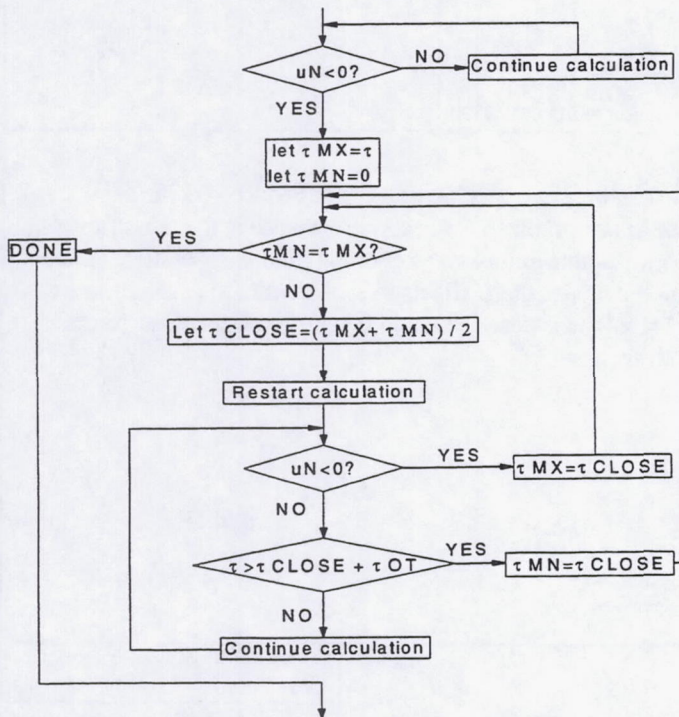 uN<0?
NO
Continue calculation
YES
let τ MX=τ
let τ MN=0
DONE
YES
τMN=τ MX?
NO
Let τ CLOSE=(τ MX+ τ MN) / 2
Restart calculation
uN<0?
YES
τ MX=τ CLOSE
NO
τ >τ CLOSE + τ OT
YES
τ MN=τ CLOSE
NO
Continue calculation